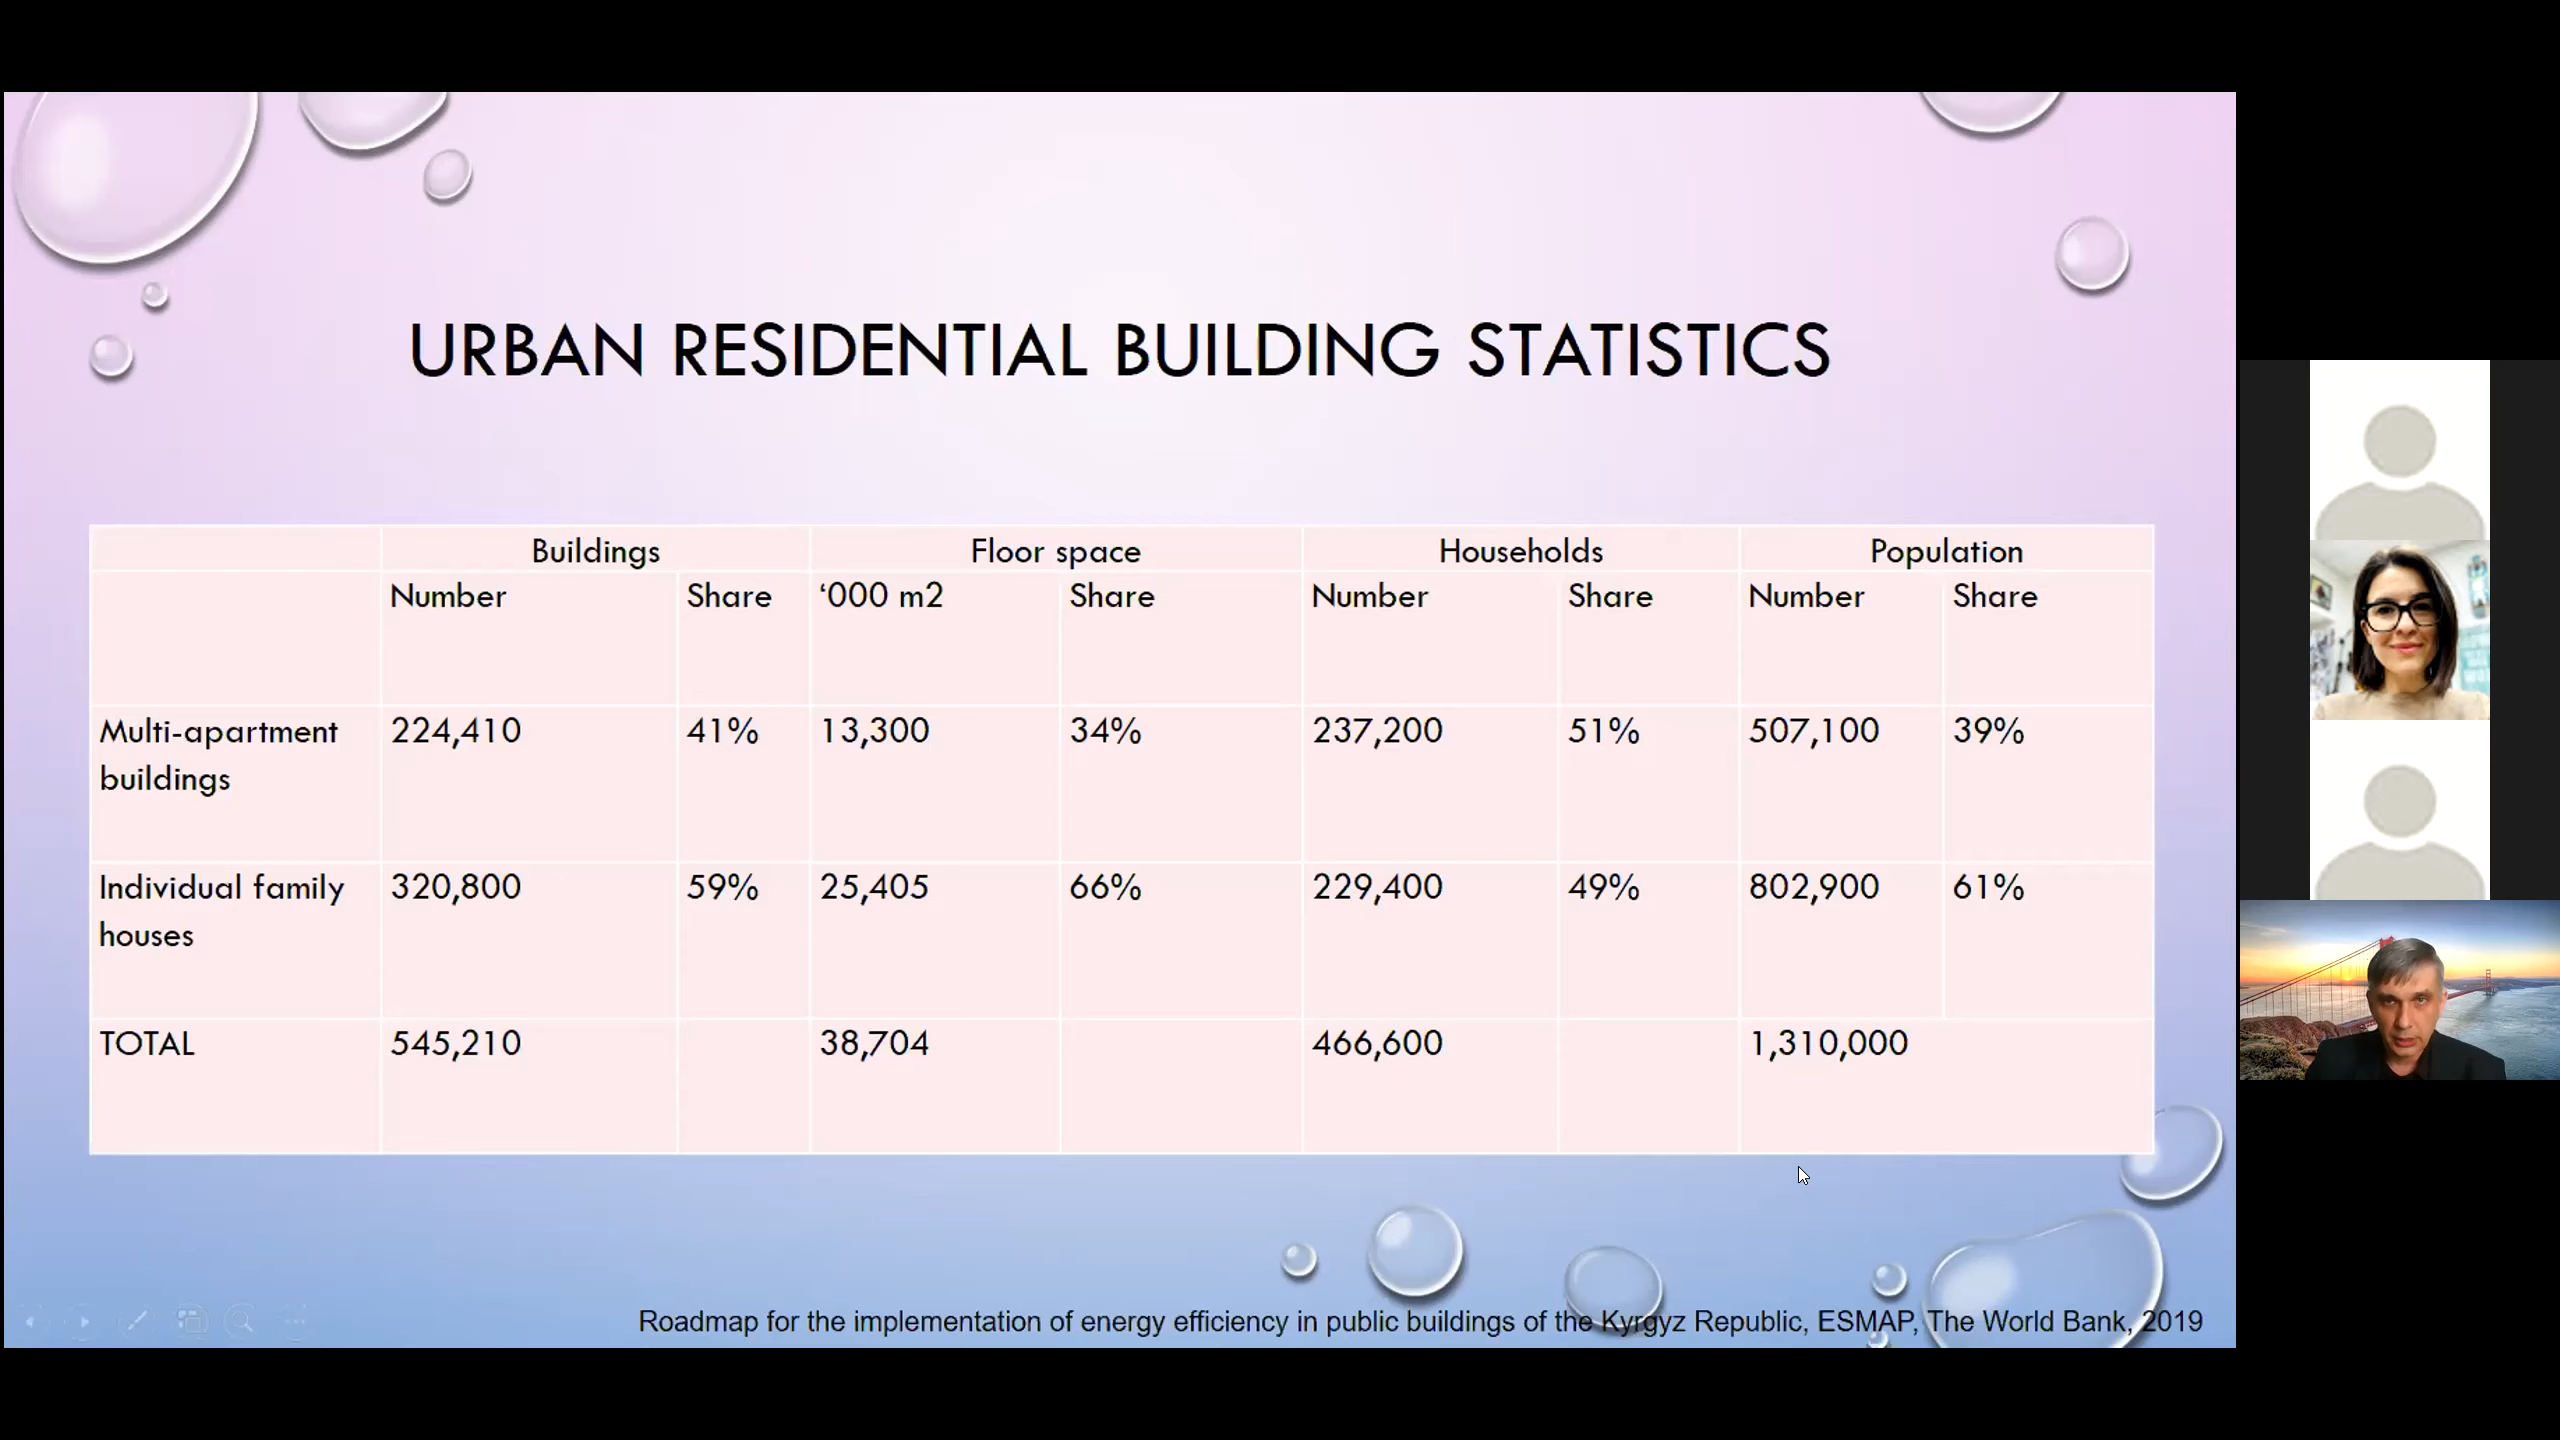 URBAN RESIDENTIAL BUILDING STATISTICS
Buildings Floor space Households Population
Number Share ‘000 m2 Share Number Share Number Share
Multi-apartment buildings 224,410 41% 13,300 34% 237,200 51% 507,100 39%
Individual family houses 320,800 59% 25,405 66% 229,400 49% 802,900 61%
TOTAL 545,210 38,704 466,600 1,310,000
Roadmap for the implementation of energy efficiency in public buildings of the Kyrgyz Republic, ESMAP, The World Bank, 2019